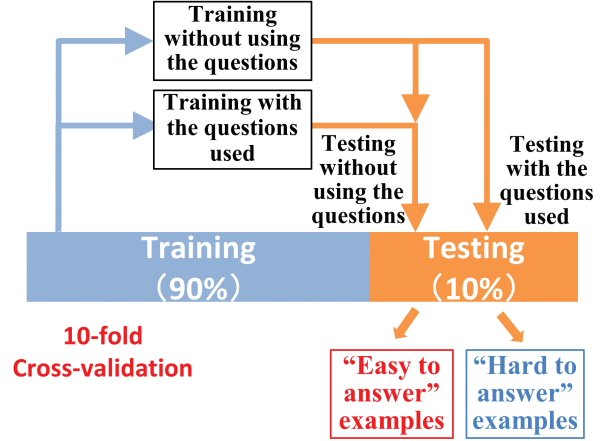 Training
without using
the questions
Training with
the questions
used
Testing
without
using the
questions
Testing
with the
questions
used
Training
（90%）
Testing
（10%）
10-fold
Cross-validation
“Easy to
answer”
examples
“Hard to
answer”
examples